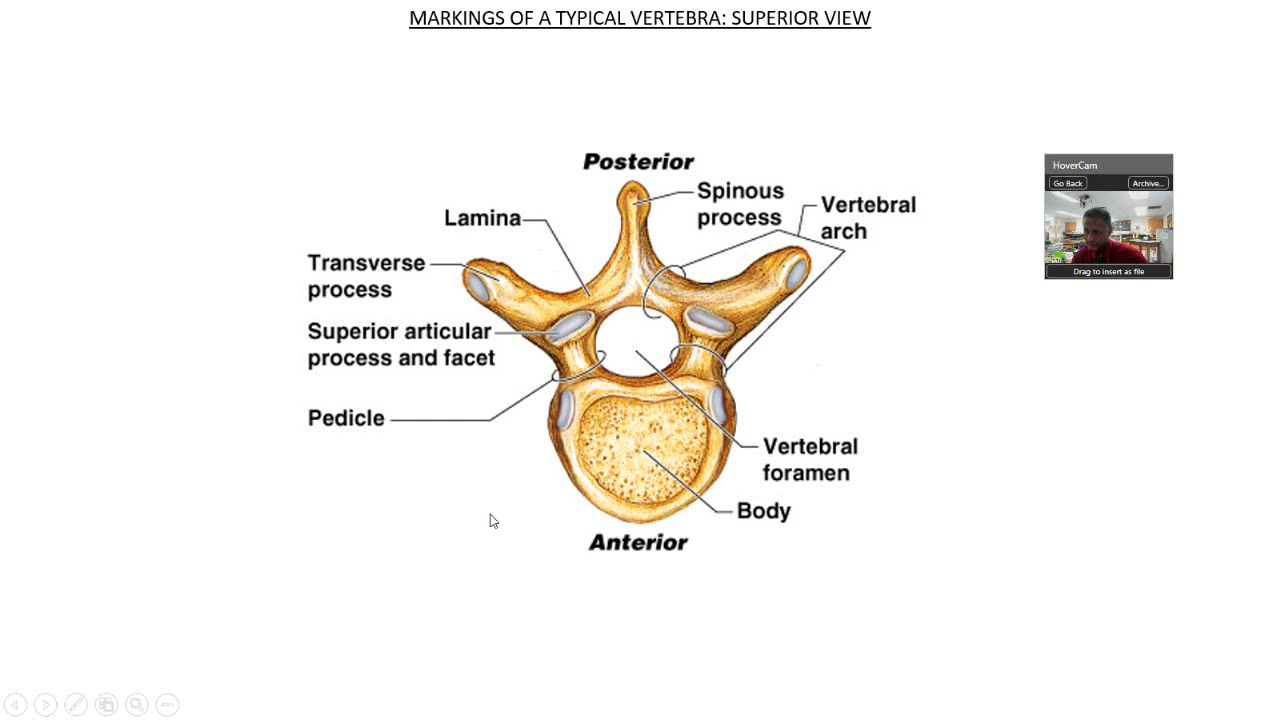 MARKINGS OF A TYPICAL VERTEBRA: SUPERIOR VIEW
Posterior
Spinous
process
Vertebral
arch
Lamina
Transverse
process
Superior articular
process and facet
Pedicle
Vertebral
foramen
Body
Anterior
HoverCam
Go Back
Archive...
Drag to insert as file